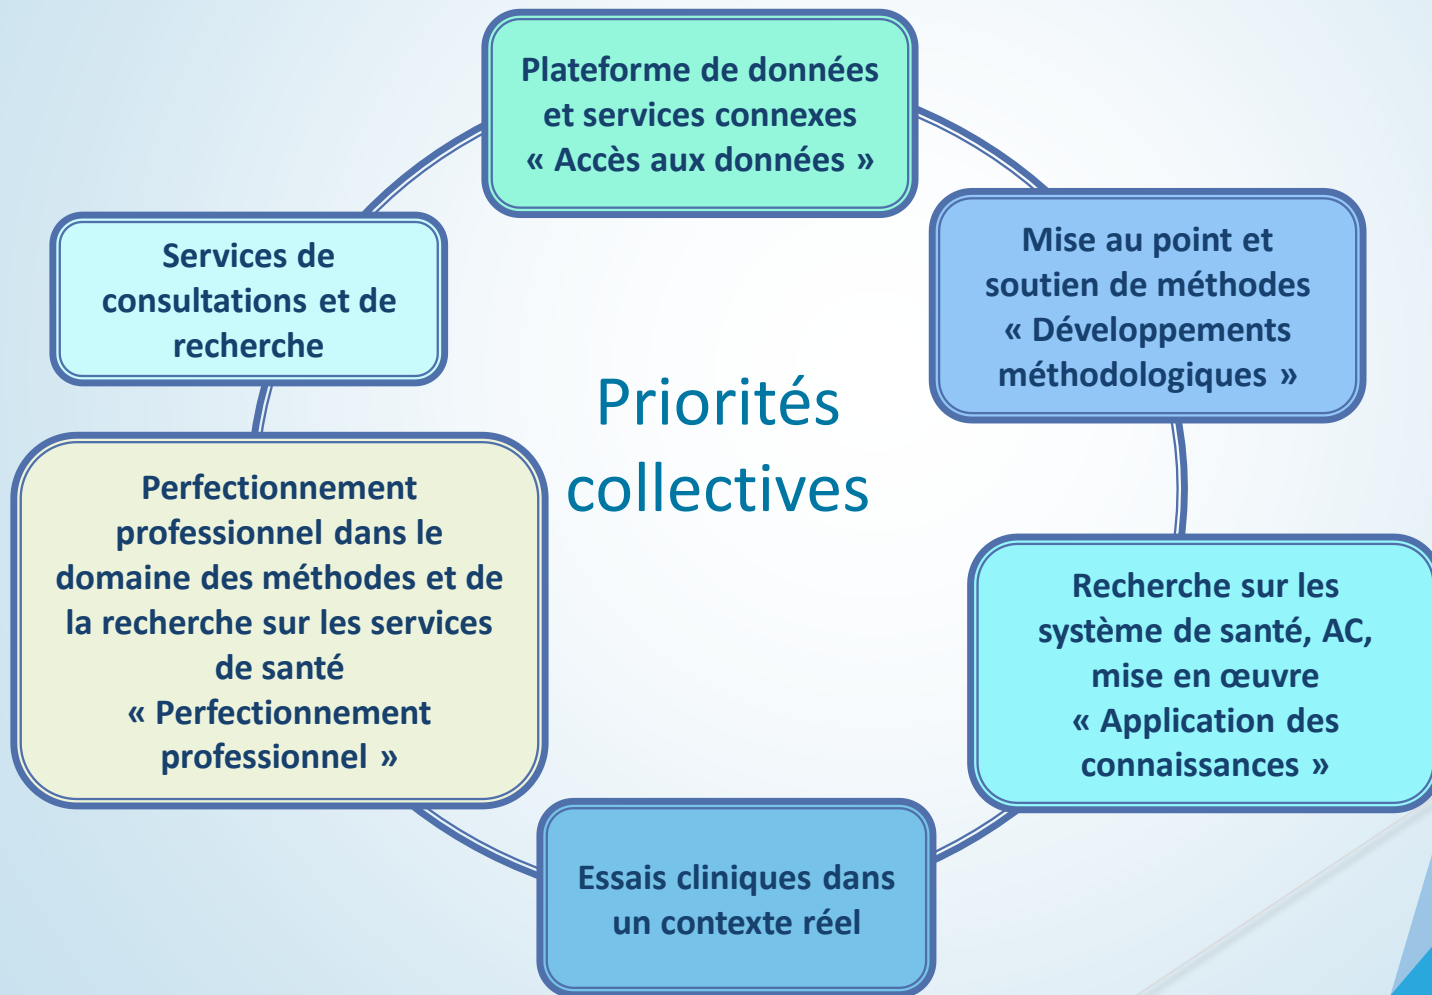 Plateforme de données
et services connexes
« Accès aux données »
Mise au point et
soutien de méthodes
« Développements
méthodologiques »
Recherche sur les
système de santé, AC,
mise en œuvre
« Application des
connaissances »
Essais cliniques dans
un contexte réel
Perfectionnement
professionnel dans le
domaine des méthodes et de
la recherche sur les services
de santé
« Perfectionnement
professionnel »
Services de
consultations et de
recherche
Priorités
collectives